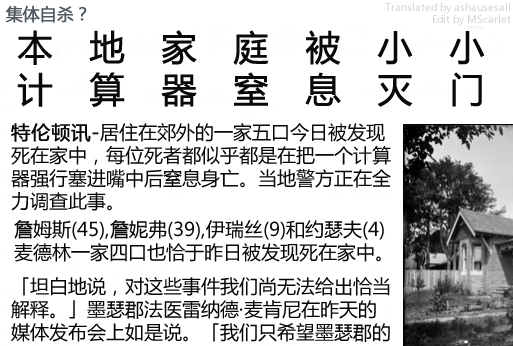 集体自杀？
Translated by ashausesall
Edit by MScarlet
本地家庭被小小
计算器窒息灭门
特伦顿讯-居住在郊外的一家五口今日被发现
死在家中，每位死者都似乎都是在把一个计算
器强行塞进嘴中后窒息身亡。当地警方正在全
力调查此事。
詹姆斯(45),詹妮弗(39),伊瑞丝(9)和约瑟夫(4)
麦德林一家四口也恰于昨日被发现死在家中。
「坦白地说，对这些事件我们尚无法给出恰当
解释。」墨瑟郡法医雷纳德·麦肯尼在昨天的
媒体发布会上如是说。「我们只希望墨瑟郡的